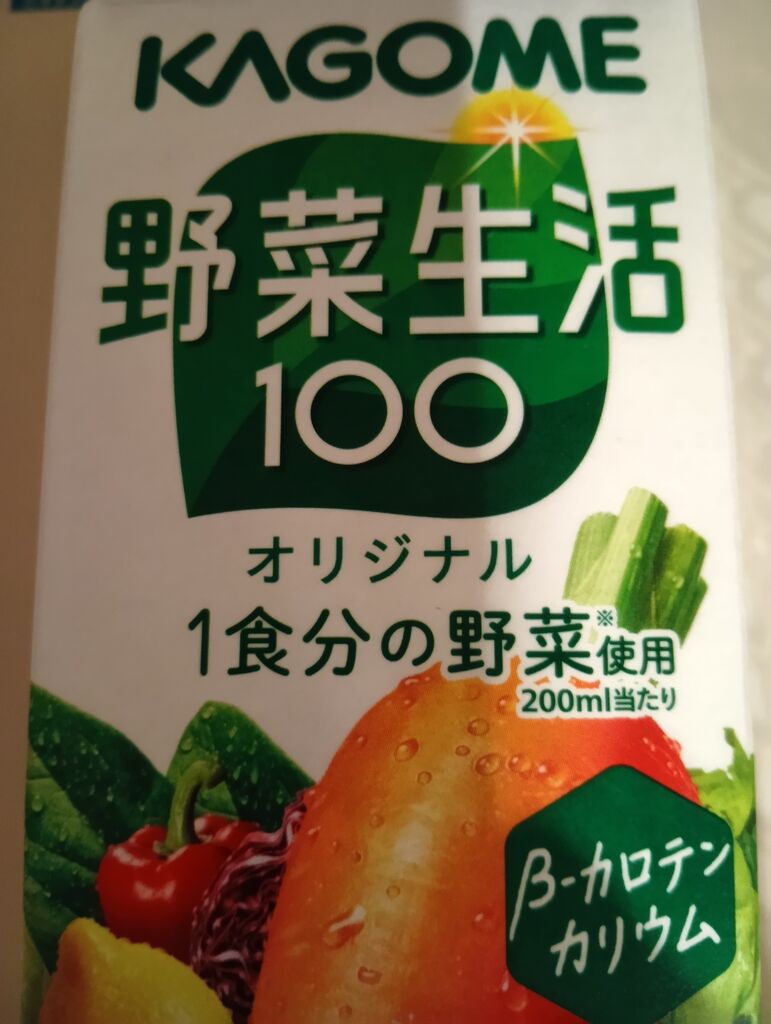 KAGOME
野菜生活
100
オリジナル
1食分の野菜※使用
200ml当たり
β-カロテン
カリウム